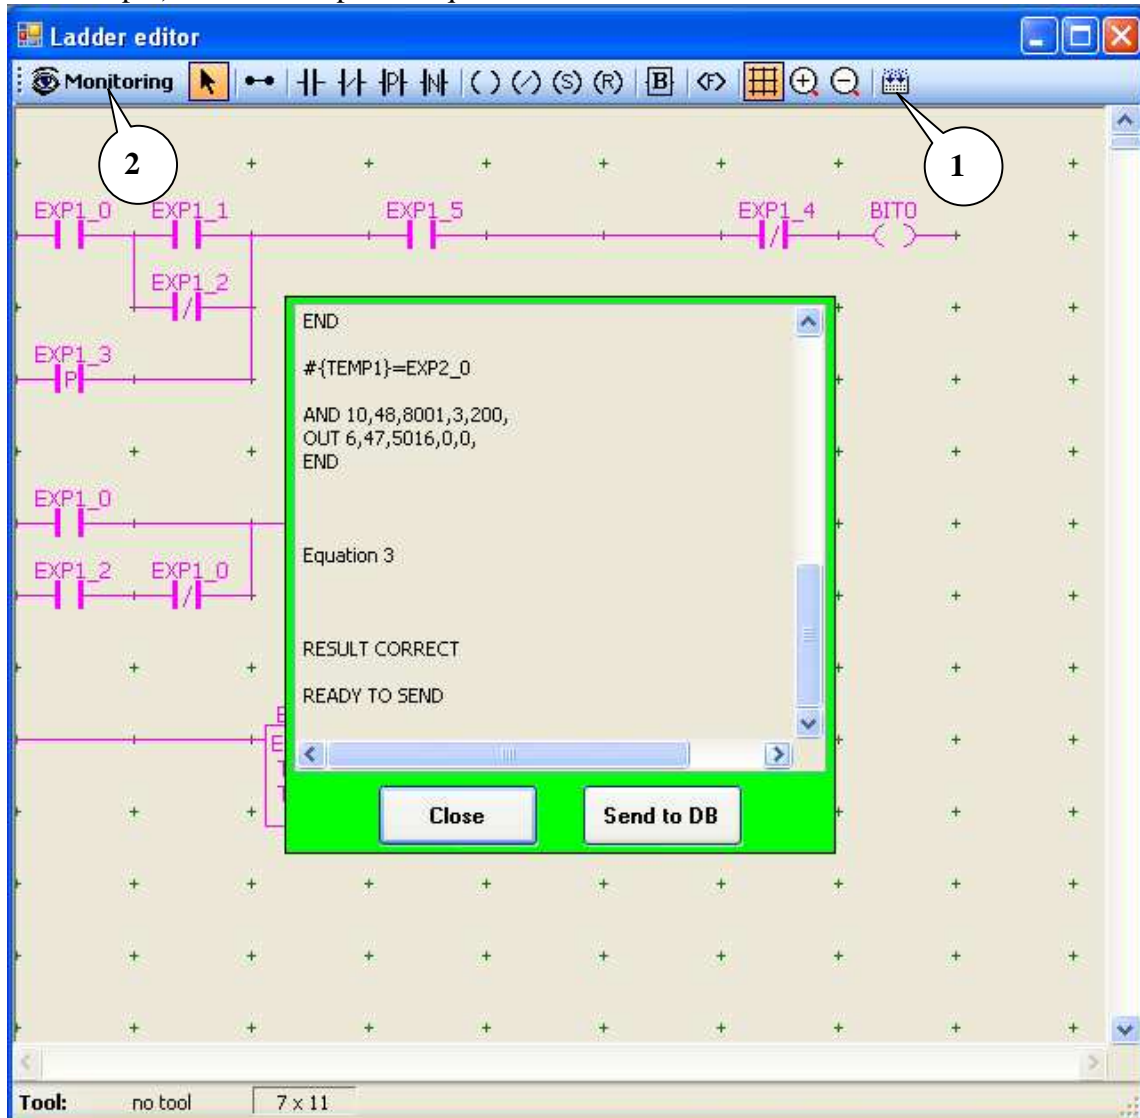 Ladder editor
Monitoring P N ( ) (/) (S) (R) B <F>
2
1
EXP1_0 EXP1_1 EXP1_5 EXP1_4 BIT0
EXP1_2
EXP1_3
P
EXP1_0
EXP1_2 EXP1_0
END
#{TEMP1}=EXP2_0
AND 10,48,8001,3,200,
OUT 6,47,5016,0,0,
END
Equation 3
RESULT CORRECT
READY TO SEND
Close Send to DB
Tool: no tool 7 x 11